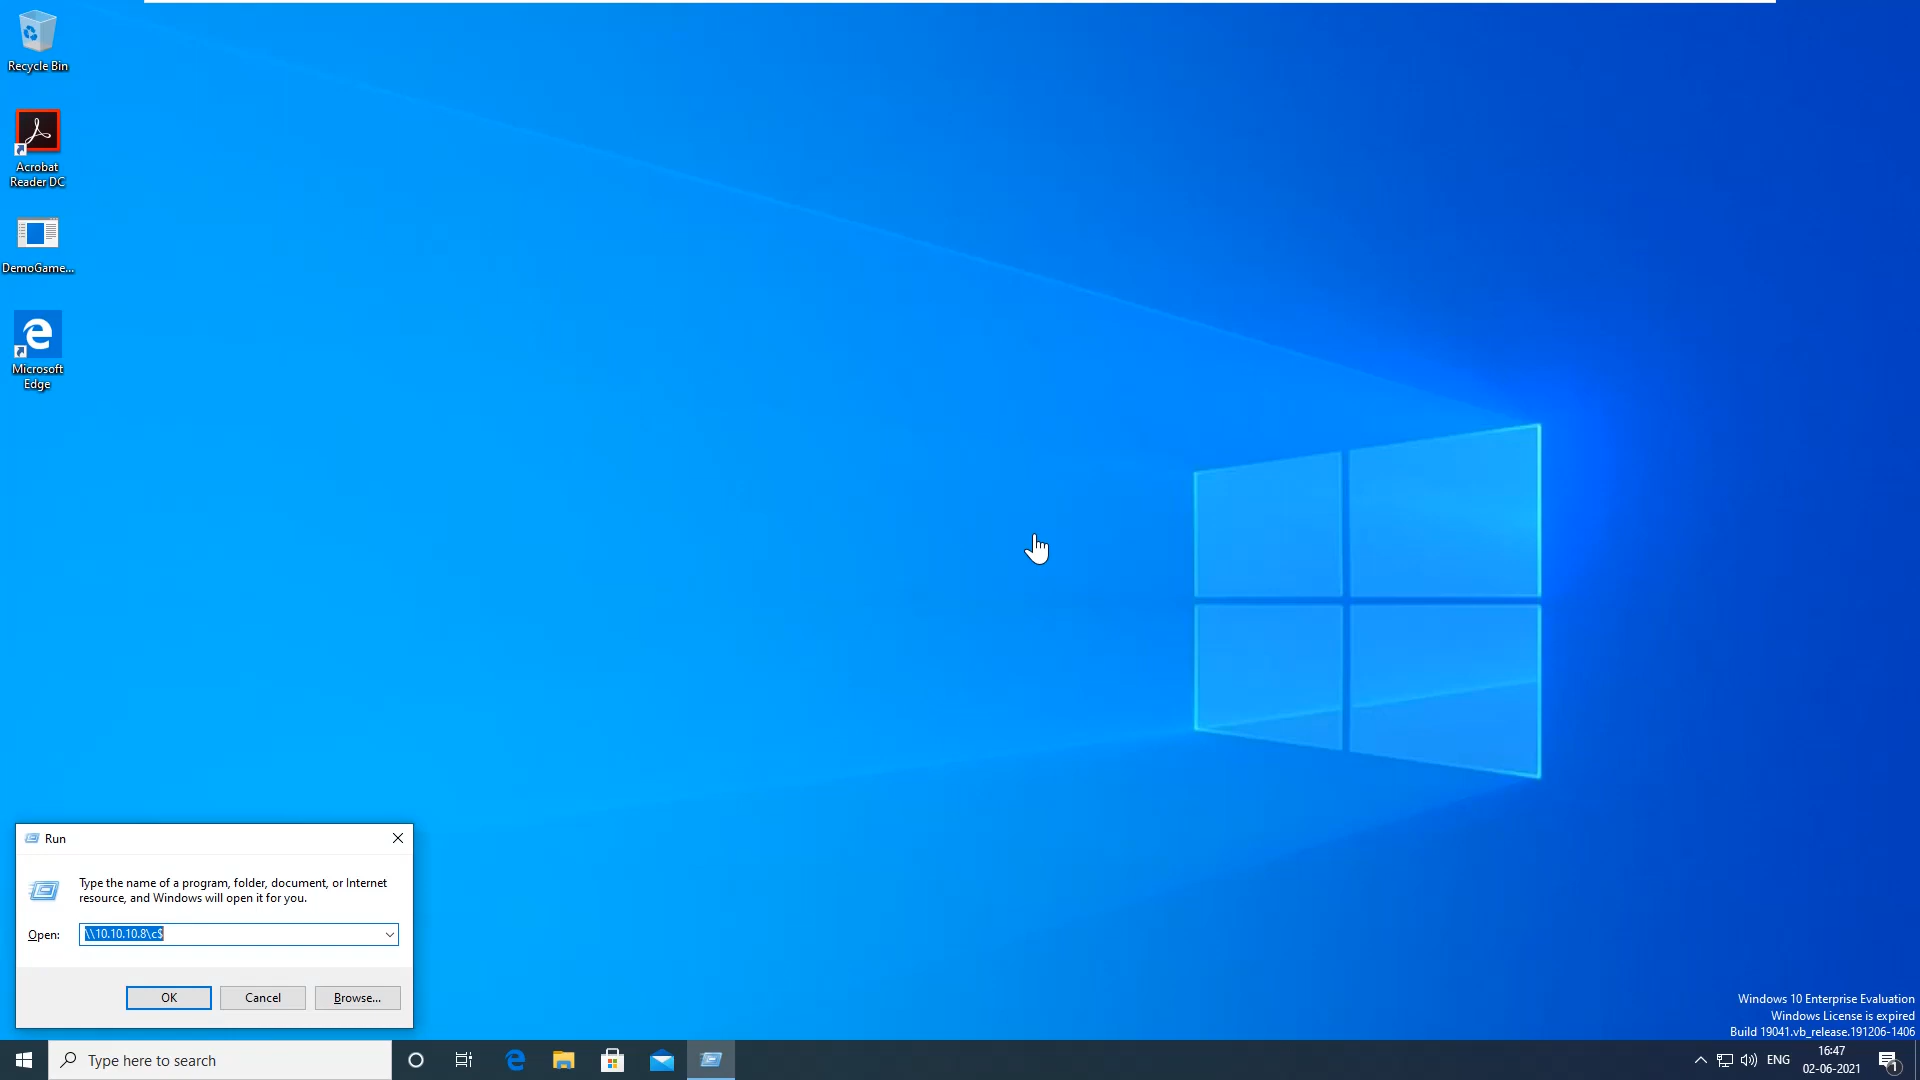 Recycle Bin
Acrobat
Reader DC
DemoGame...
Microsoft
Edge
Run
Type the name of a program, folder, document, or Internet
resource, and Windows will open it for you.
Open: \\10.10.10.8\c$
OK Cancel Browse...
Windows 10 Enterprise Evaluation
Windows License is expired
Build 19041.vb_release.191206-1406
Type here to search
ENG
16:47
02-06-2021
1